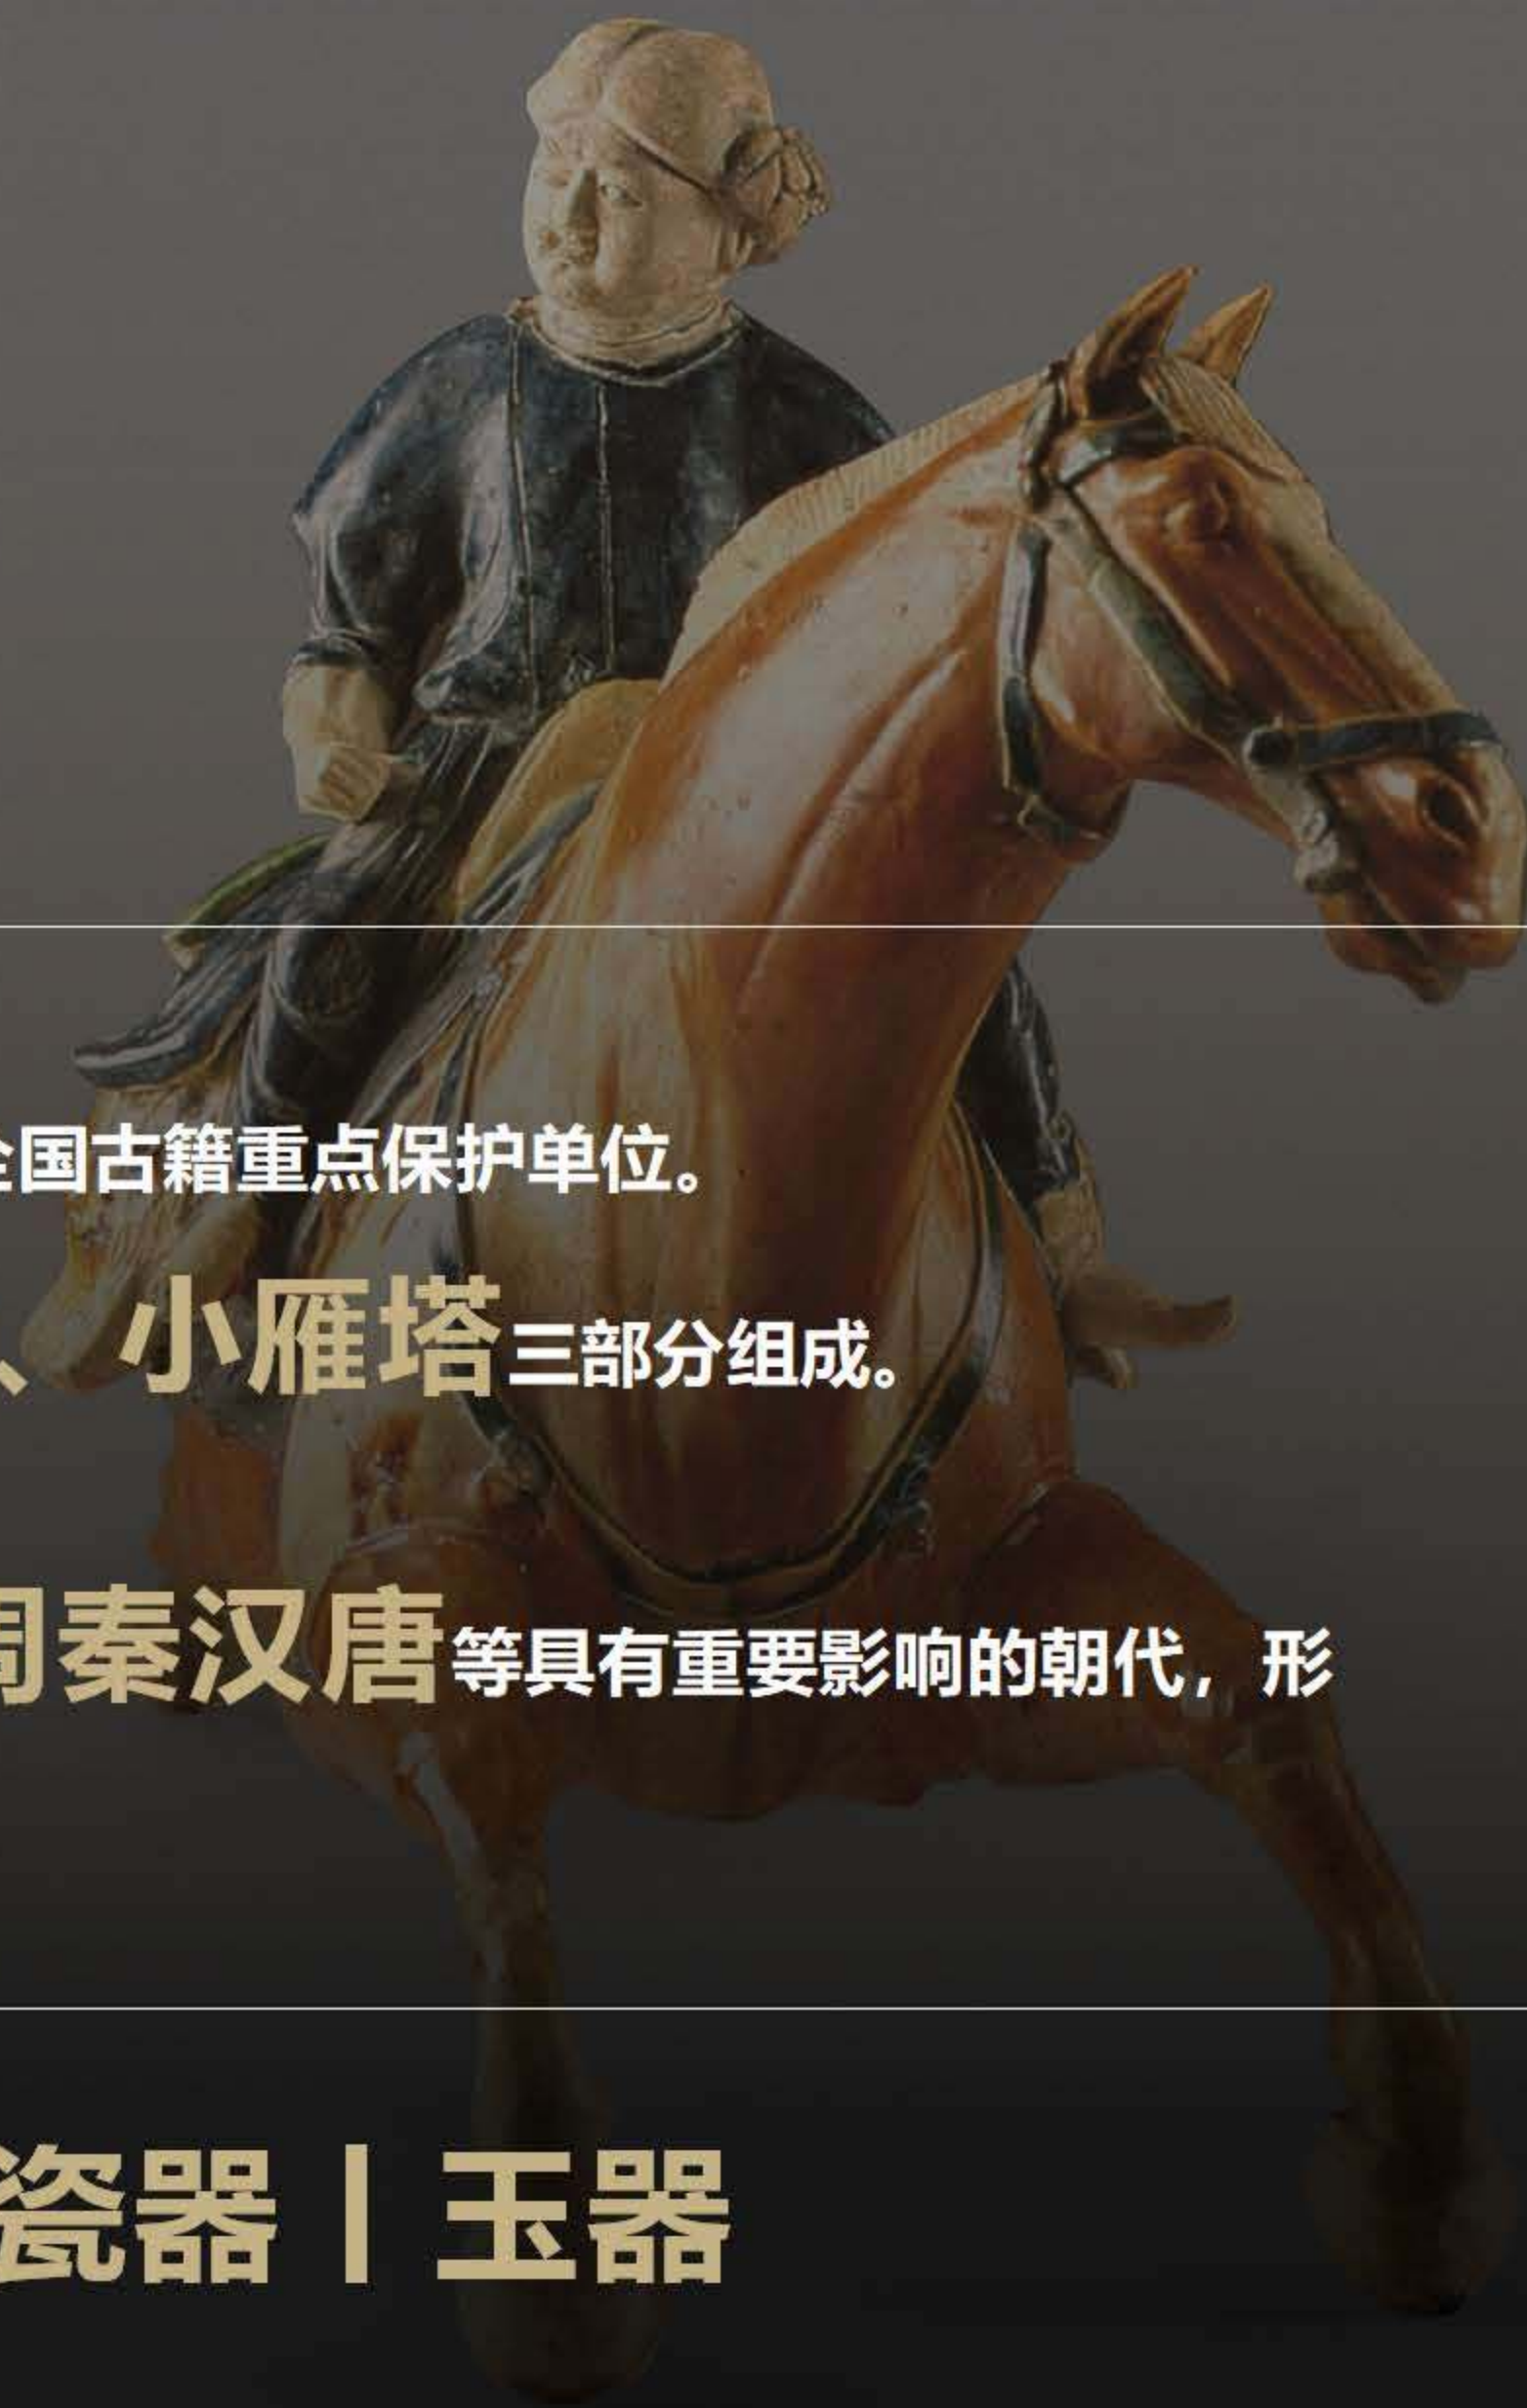 全国古籍重点保护单位。
、小雁塔三部分组成。
周秦汉唐等具有重要影响的朝代，形
瓷器丨玉器